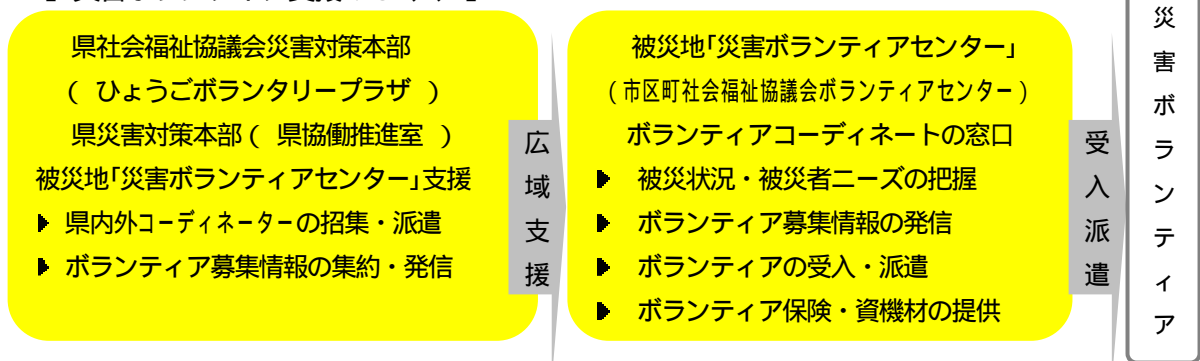 県社会福祉協議会災害対策本部
( ひょうごボランタリープラザ )
県災害対策本部( 県協働推進室 )
被災地「災害ボランティアセンター」支援
県内外コーディネーターの招集・派遣
ボランティア募集情報の集約・発信
広域支援
被災地「災害ボランティアセンター」
(市区町社会福祉協議会ボランティアセンター)
ボランティアコーディネートの窓口
被災状況・被災者ニーズの把握
ボランティア募集情報の発信
ボランティアの受入・派遣
ボランティア保険・資機材の提供
受入派遣
災害ボランティア